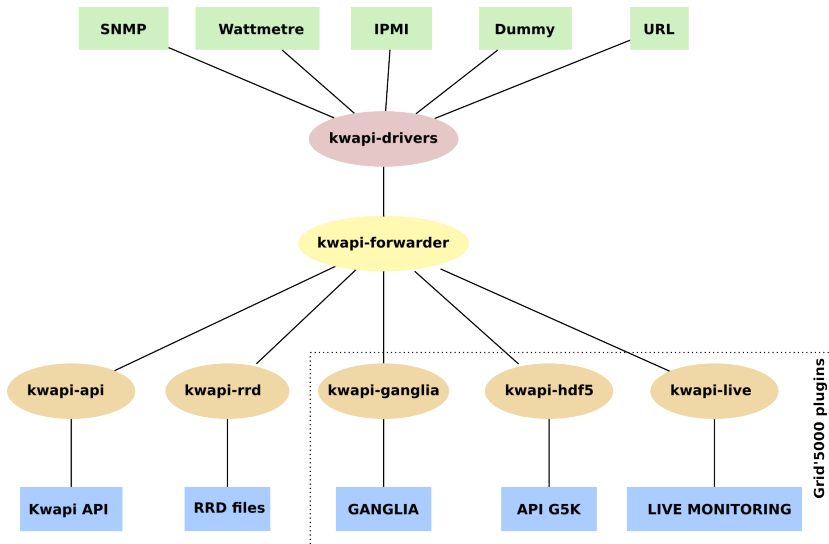 SNMP
Wattmetre
IPMI
Dummy
URL
kwapi-drivers
kwapi-forwarder
kwapi-api
kwapi-rrd
kwapi-ganglia
kwapi-hdf5
kwapi-live
Grid'5000 plugins
Kwapi API
RRD files
GANGLIA
API G5K
LIVE MONITORING